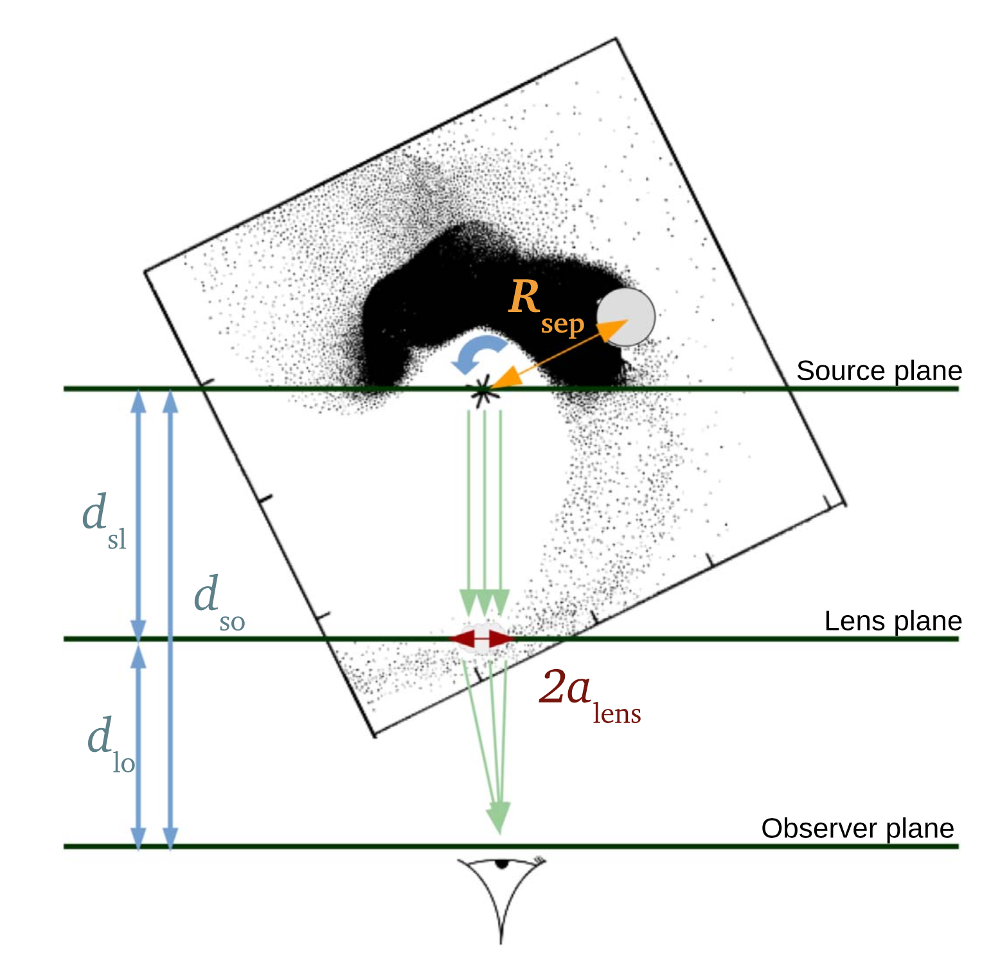 R
sep
Source plane
d
sl
d
so
Lens plane
2a
lens
d
lo
Observer plane